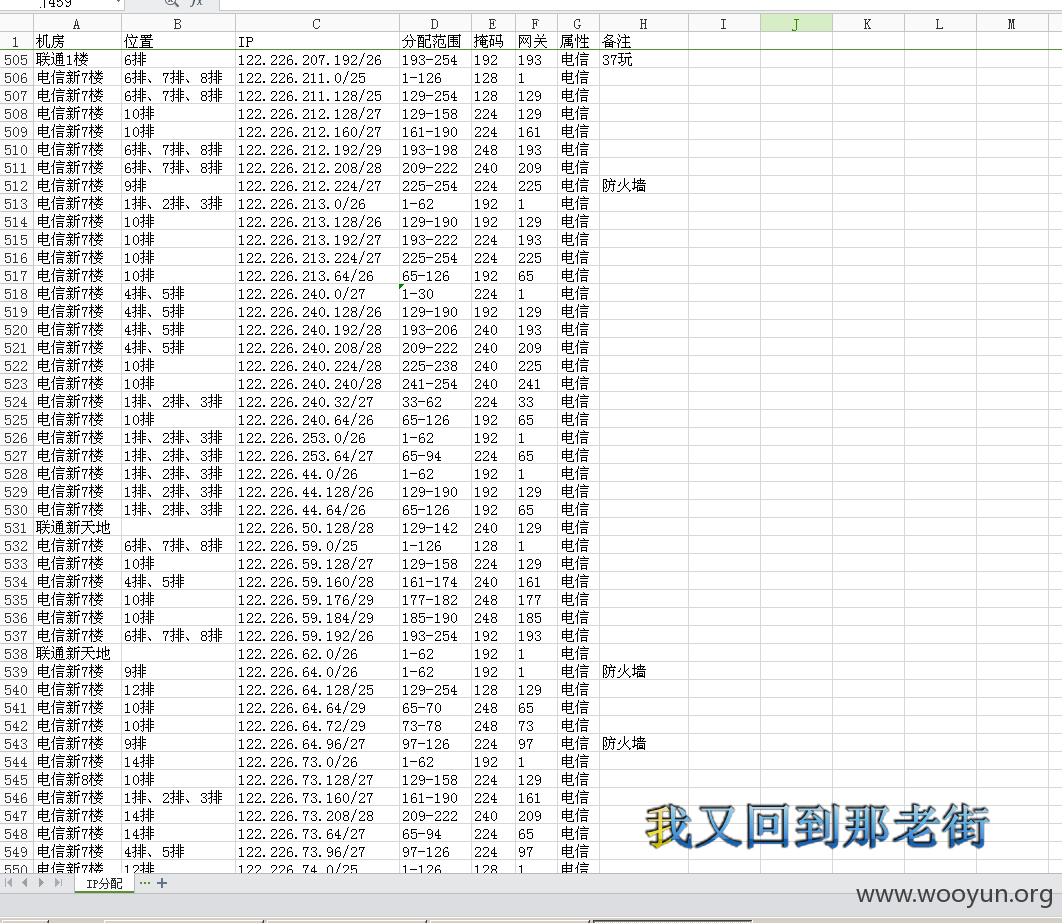 J459
fx
A B C D E F G H I J K L M
1 机房 位置 IP 分配范围 掩码 网关 属性 备注
505 联通1楼 6排 122.226.207.192/26 193-254 192 193 电信 37玩
506 电信新7楼 6排、7排、8排 122.226.211.0/25 1-126 128 1 电信
507 电信新7楼 6排、7排、8排 122.226.211.128/25 129-254 128 129 电信
508 电信新7楼 10排 122.226.212.128/27 129-158 224 129 电信
509 电信新7楼 10排 122.226.212.160/27 161-190 224 161 电信
510 电信新7楼 6排、7排、8排 122.226.212.192/29 193-198 248 193 电信
511 电信新7楼 6排、7排、8排 122.226.212.208/28 209-222 240 209 电信
512 电信新7楼 9排 122.226.212.224/27 225-254 224 225 电信 防火墙
513 电信新7楼 1排、2排、3排 122.226.213.0/26 1-62 192 1 电信
514 电信新7楼 10排 122.226.213.128/26 129-190 192 129 电信
515 电信新7楼 10排 122.226.213.192/27 193-222 224 193 电信
516 电信新7楼 10排 122.226.213.224/27 225-254 224 225 电信
517 电信新7楼 10排 122.226.213.64/26 65-126 192 65 电信
518 电信新7楼 4排、5排 122.226.240.0/27 1-30 224 1 电信
519 电信新7楼 4排、5排 122.226.240.128/26 129-190 192 129 电信
520 电信新7楼 4排、5排 122.226.240.192/28 193-206 240 193 电信
521 电信新7楼 4排、5排 122.226.240.208/28 209-222 240 209 电信
522 电信新7楼 10排 122.226.240.224/28 225-238 240 225 电信
523 电信新7楼 10排 122.226.240.240/28 241-254 240 241 电信
524 电信新7楼 1排、2排、3排 122.226.240.32/27 33-62 224 33 电信
525 电信新7楼 10排 122.226.240.64/26 65-126 192 65 电信
526 电信新7楼 1排、2排、3排 122.226.253.0/26 1-62 192 1 电信
527 电信新7楼 1排、2排、3排 122.226.253.64/27 65-94 224 65 电信
528 电信新7楼 1排、2排、3排 122.226.44.0/26 1-62 192 1 电信
529 电信新7楼 1排、2排、3排 122.226.44.128/26 129-190 192 129 电信
530 电信新7楼 1排、2排、3排 122.226.44.64/26 65-126 192 65 电信
531 联通新天地 122.226.50.128/28 129-142 240 129 电信
532 电信新7楼 6排、7排、8排 122.226.59.0/25 1-126 128 1 电信
533 电信新7楼 10排 122.226.59.128/27 129-158 224 129 电信
534 电信新7楼 4排、5排 122.226.59.160/28 161-174 240 161 电信
535 电信新7楼 10排 122.226.59.176/29 177-182 248 177 电信
536 电信新7楼 10排 122.226.59.184/29 185-190 248 185 电信
537 电信新7楼 6排、7排、8排 122.226.59.192/26 193-254 192 193 电信
538 联通新天地 122.226.62.0/26 1-62 192 1 电信
539 电信新7楼 9排 122.226.64.0/26 1-62 192 1 电信 防火墙
540 电信新7楼 12排 122.226.64.128/25 129-254 128 129 电信
541 电信新7楼 10排 122.226.64.64/29 65-70 248 65 电信
542 电信新7楼 10排 122.226.64.72/29 73-78 248 73 电信
543 电信新7楼 9排 122.226.64.96/27 97-126 224 97 电信 防火墙
544 电信新7楼 14排 122.226.73.0/26 1-62 192 1 电信
545 电信新8楼 10排 122.226.73.128/27 129-158 224 129 电信
546 电信新7楼 1排、2排、3排 122.226.73.160/27 161-190 224 161 电信
547 电信新7楼 14排 122.226.73.208/28 209-222 240 209 电信
548 电信新7楼 14排 122.226.73.64/27 65-94 224 65 电信
549 电信新7楼 4排、5排 122.226.73.96/27 97-126 224 97 电信
550 电信新7楼 12排 122.226.74.0/25 1-126 128 1 电信
我又回到那老街
IP分配 ··· +
www.wooyun.org